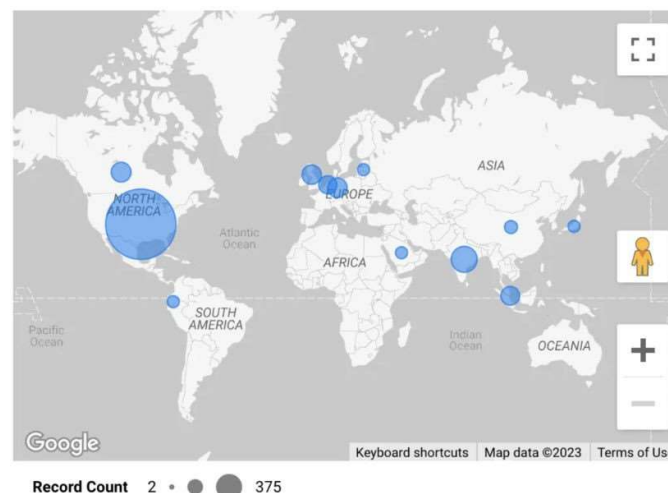 ASIA
NORTH
AMERICA
EUROPE
Atlantic
Ocean
AFRICA
SOUTH
AMERICA
Pacific
Ocean
Indian
Ocean
OCEANIA
Google
Keyboard shortcuts Map data ©2023 Terms of Us
Record Count 2 375